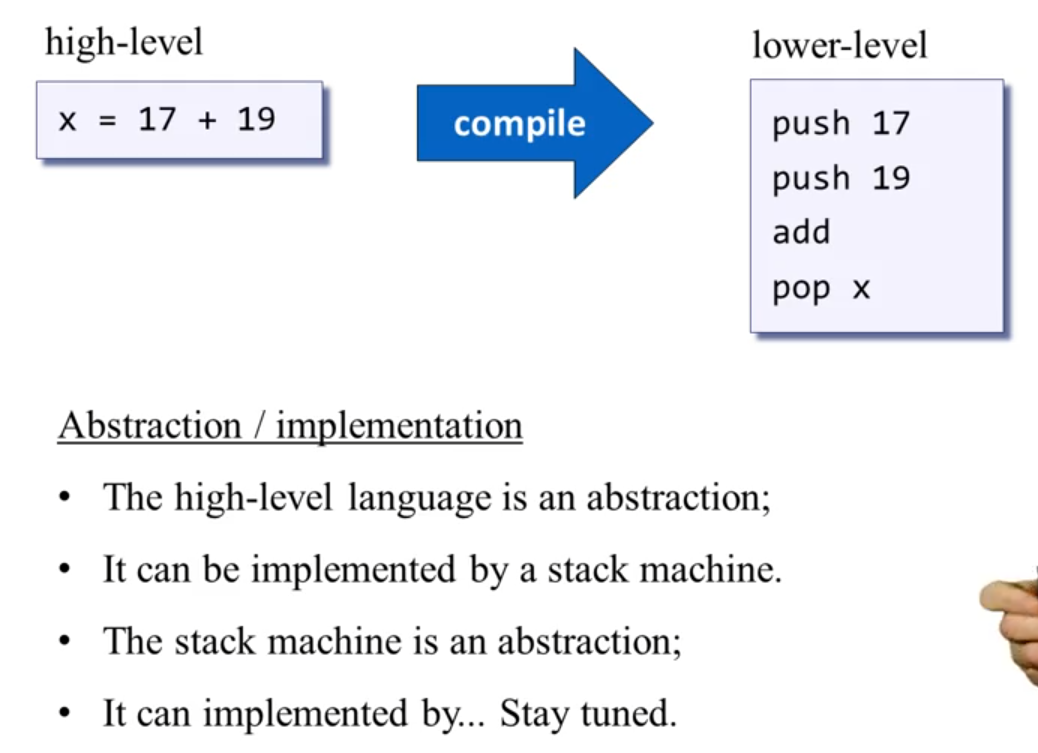 high-level
x = 17 + 19
compile
lower-level
push 17
push 19
add
pop x
Abstraction / implementation
• The high-level language is an abstraction;
• It can be implemented by a stack machine.
• The stack machine is an abstraction;
• It can implemented by... Stay tuned.